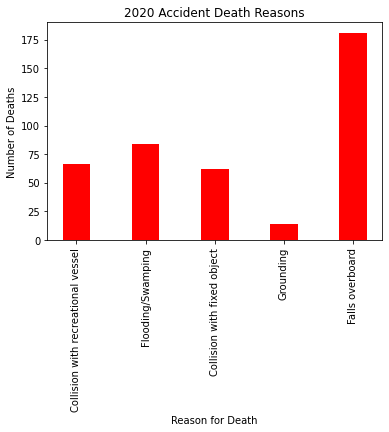 2020 Accident Death Reasons
Number of Deaths
175
150
125
100
75
50
25
0
Collision with recreational vessel
Flooding/Swamping
Collision with fixed object
Grounding
Falls overboard
Reason for Death